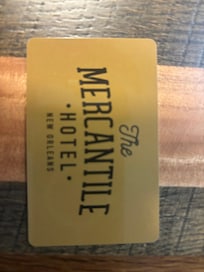 The
MERCANTILE
• HOTEL •
NEW ORLEANS